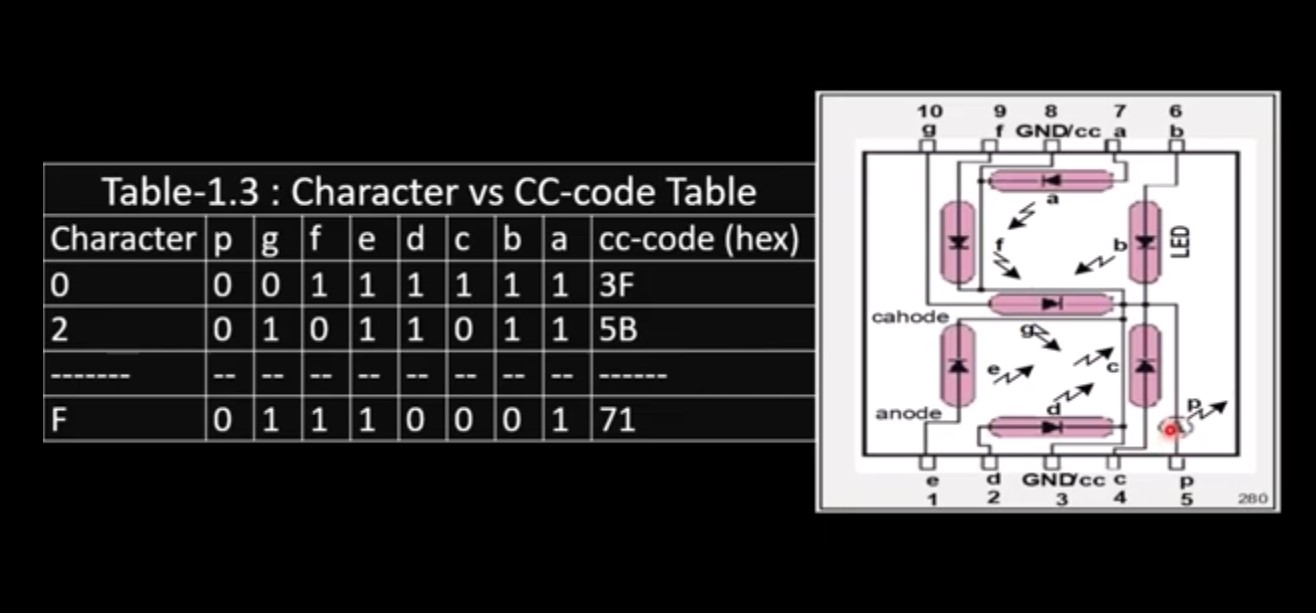 Table-1.3 : Character vs CC-code Table
Character p g f e d c b a cc-code (hex)
0 0 0 1 1 1 1 1 1 3F
2 0 1 0 1 1 0 1 1 5B
------- -- -- -- -- -- -- -- -- ------
F 0 1 1 1 0 0 0 1 71
10 9 8 7 6
g f GND/cc a b
a
f b LED
cahode
g
e c
anode d p
e d GND/cc c p
1 2 3 4 5 280